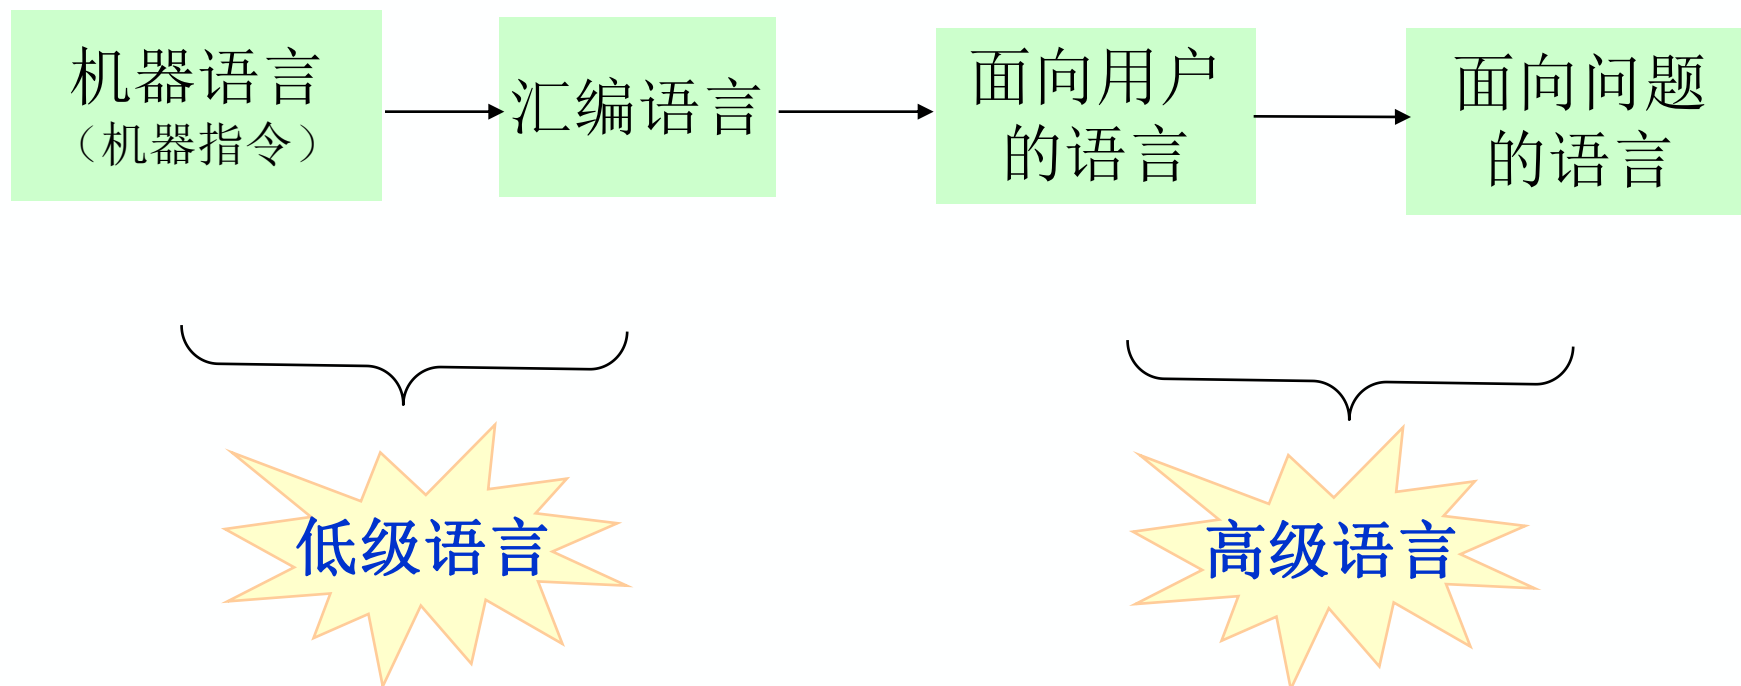 机器语言
（机器指令）
汇编语言
面向用户
的语言
面向问题
的语言
低级语言
高级语言